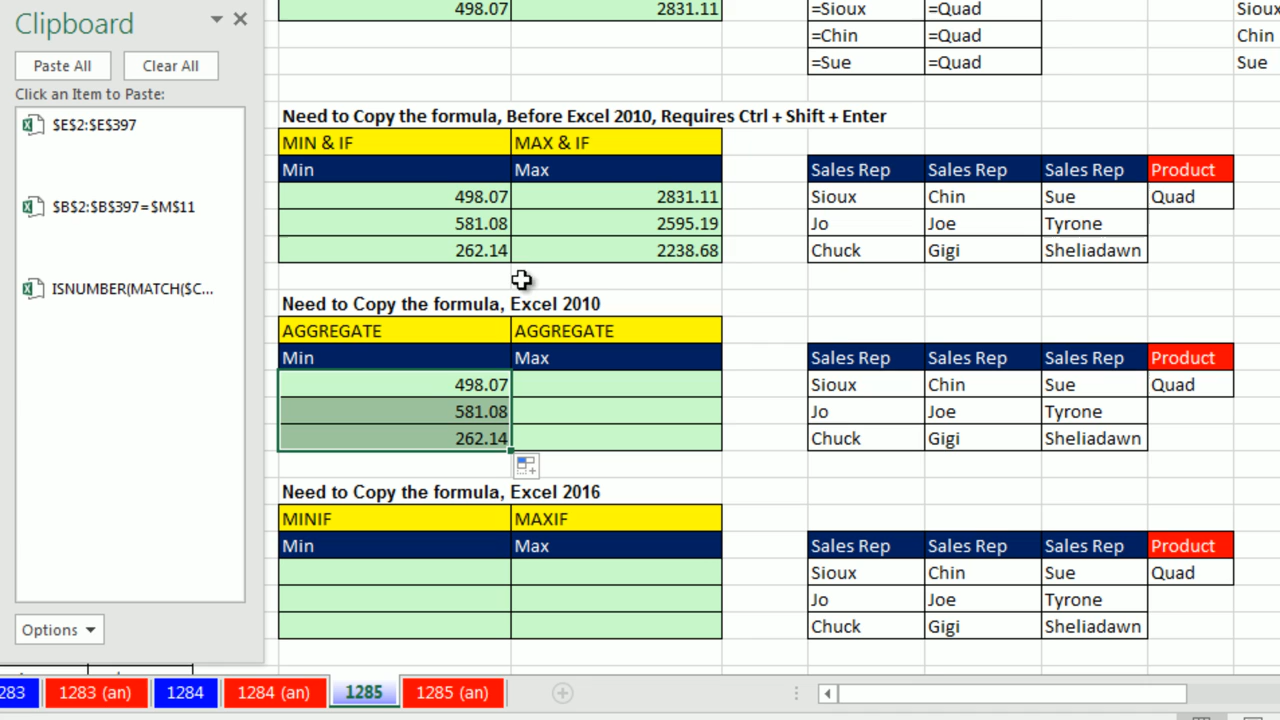 Clipboard
Paste All Clear All
Click an Item to Paste:
$E$2:$E$397
$B$2:$B$397=$M$11
ISNUMBER(MATCH($C...
Options
498.07 2831.11 =Sioux =Quad Sioux
=Chin =Quad Chin
=Sue =Quad Sue
Need to Copy the formula, Before Excel 2010, Requires Ctrl + Shift + Enter
MIN & IF MAX & IF
Min Max Sales Rep Sales Rep Sales Rep Product
498.07 2831.11 Sioux Chin Sue Quad
581.08 2595.19 Jo Joe Tyrone
262.14 2238.68 Chuck Gigi Sheliadawn
Need to Copy the formula, Excel 2010
AGGREGATE AGGREGATE
Min Max Sales Rep Sales Rep Sales Rep Product
498.07 Sioux Chin Sue Quad
581.08 Jo Joe Tyrone
262.14 Chuck Gigi Sheliadawn
Need to Copy the formula, Excel 2016
MINIF MAXIF
Min Max Sales Rep Sales Rep Sales Rep Product
Sioux Chin Sue Quad
Jo Joe Tyrone
Chuck Gigi Sheliadawn
283 1283 (an) 1284 1284 (an) 1285 1285 (an)